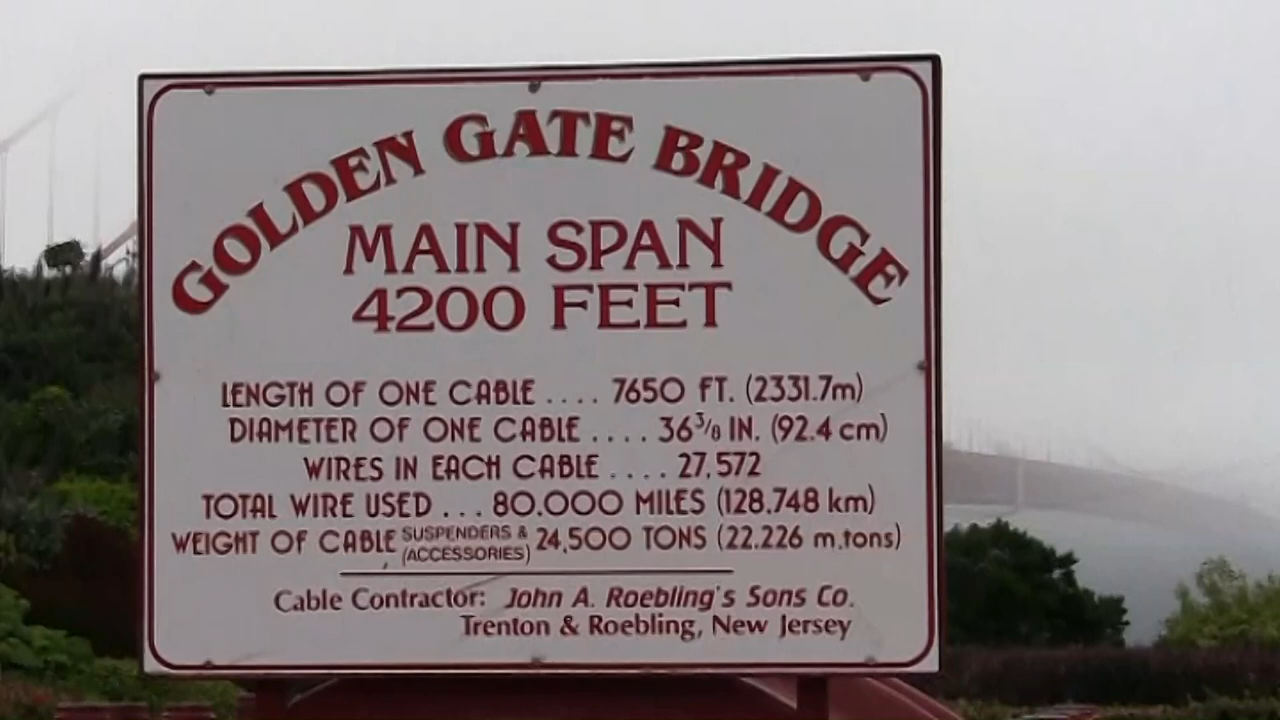 GOLDEN GATE BRIDGE
MAIN SPAN
4200 FEET
LENGTH OF ONE CABLE .... 7650 FT. (2331.7m)
DIAMETER OF ONE CABLE .... 36 3/8 IN. (92.4 cm)
WIRES IN EACH CABLE .... 27,572
TOTAL WIRE USED ... 80.000 MILES (128.748 km)
WEIGHT OF CABLE SUSPENDERS & (ACCESSORIES) 24,500 TONS (22.226 m.tons)
Cable Contractor: John A. Roebling's Sons Co.
Trenton & Roebling, New Jersey